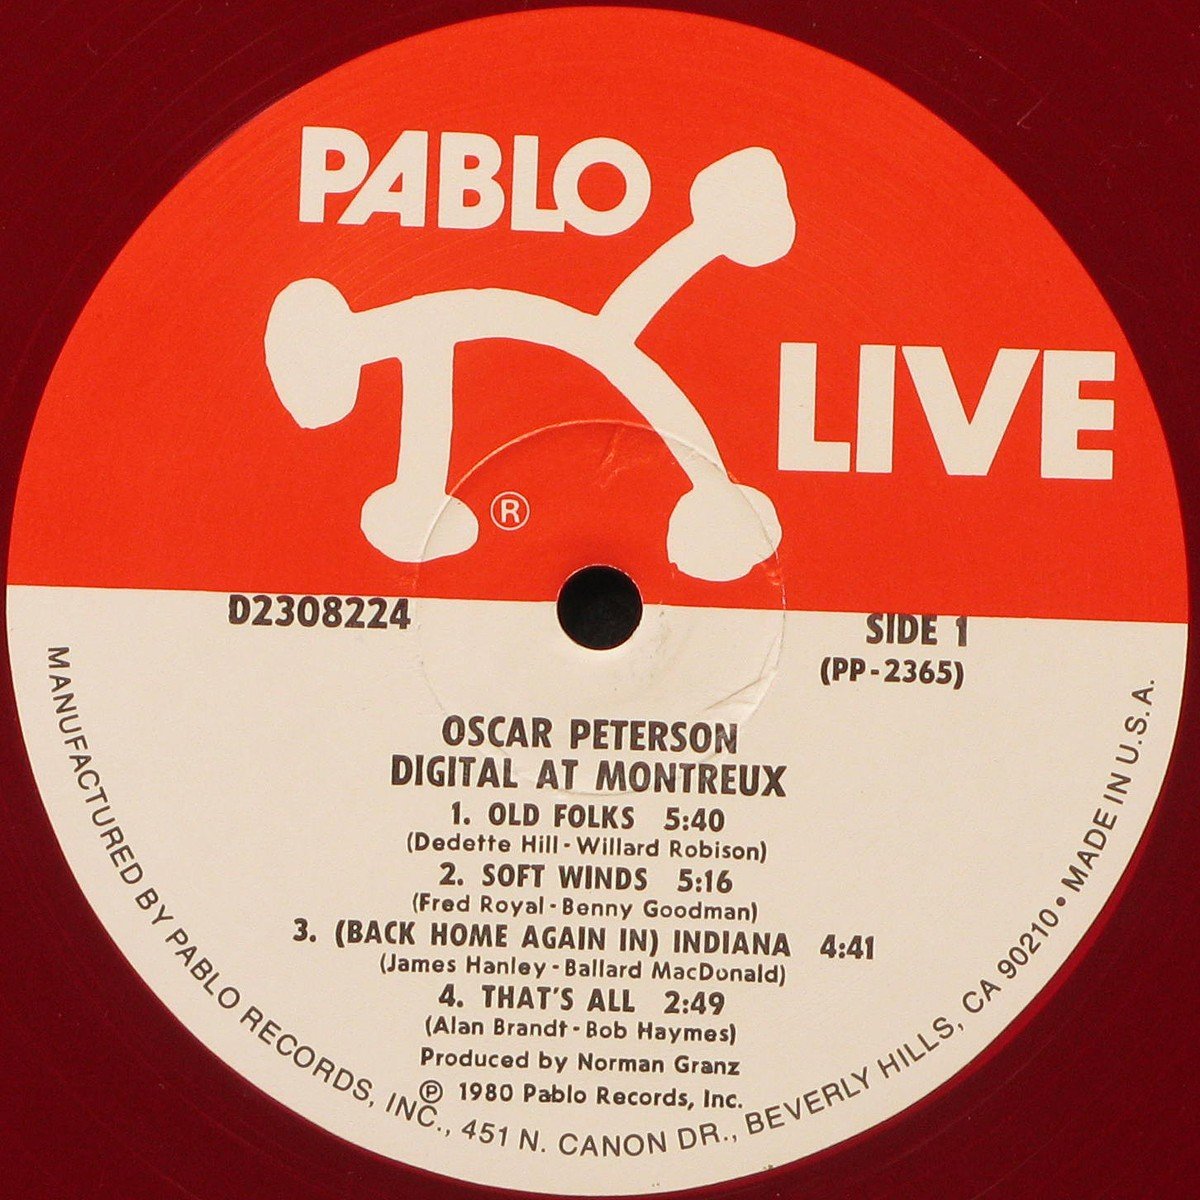 PABLO
LIVE
®
D2308224
SIDE 1
(PP-2365)
OSCAR PETERSON
DIGITAL AT MONTREUX
1. OLD FOLKS 5:40
(Dedette Hill-Willard Robison)
2. SOFT WINDS 5:16
(Fred Royal-Benny Goodman)
3. (BACK HOME AGAIN IN) INDIANA 4:41
(James Hanley-Ballard MacDonald)
4. THAT'S ALL 2:49
(Alan Brandt-Bob Haymes)
Produced by Norman Granz
℗ 1980 Pablo Records, Inc.
MANUFACTURED BY PABLO RECORDS, INC., 451 N. CANON DR., BEVERLY HILLS, CA 90210 • MADE IN U.S.A.